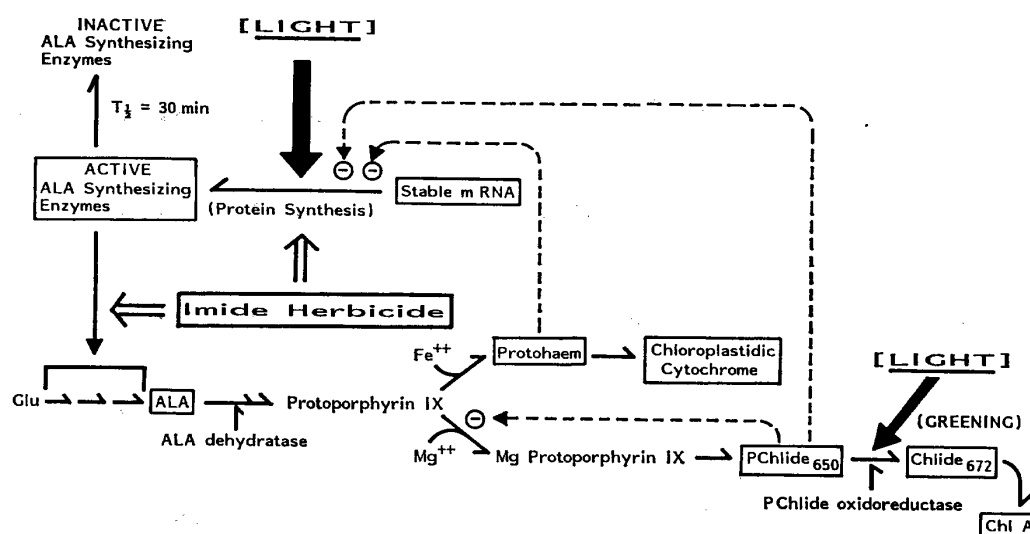 INACTIVE
ALA Synthesizing
Enzymes
[LIGHT]
T½ = 30 min
ACTIVE
ALA Synthesizing
Enzymes
⊖ ⊖
Stable m RNA
(Protein Synthesis)
Imide Herbicide
Fe++
Protohaem
Chloroplastidic
Cytochrome
[LIGHT]
Glu
ALA
Protoporphyrin IX
⊖
(GREENING)
ALA dehydratase
Mg++
Mg Protoporphyrin IX
PChlide650
Chlide672
PChlide oxidoreductase
Chl A